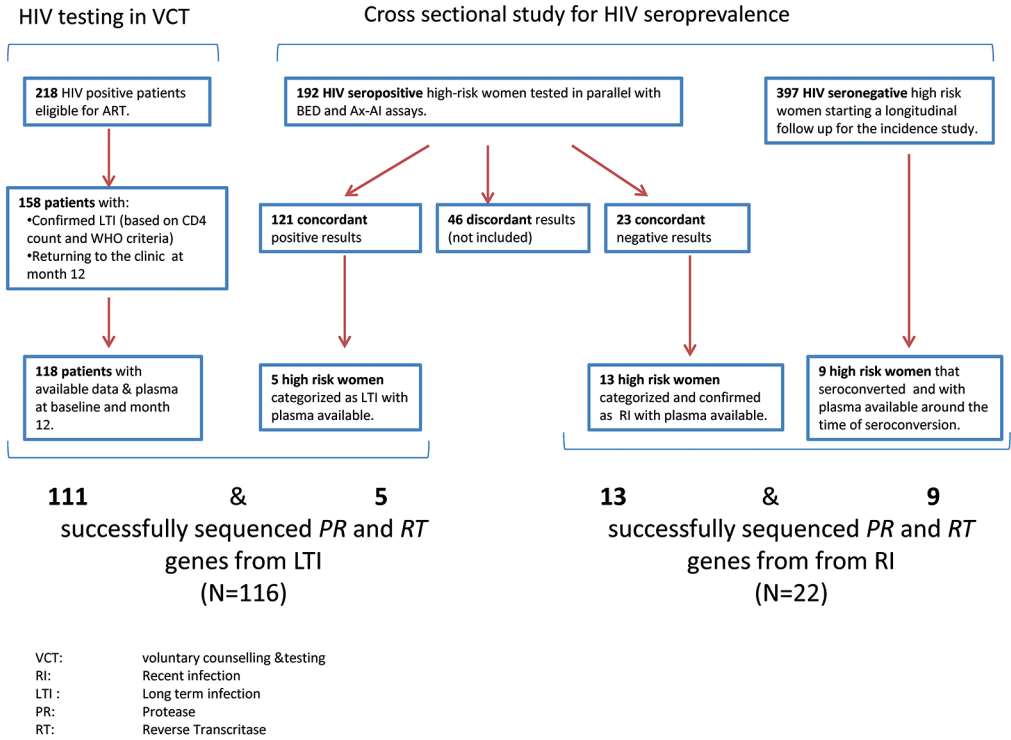 HIV testing in VCT
Cross sectional study for HIV seroprevalence
218 HIV positive patients
eligible for ART.
192 HIV seropositive high-risk women tested in parallel with
BED and Ax-AI assays.
397 HIV seronegative high risk
women starting a longitudinal
follow up for the incidence study.
158 patients with:
•Confirmed LTI (based on CD4
count and WHO criteria)
•Returning to the clinic at
month 12
121 concordant
positive results
46 discordant results
(not included)
23 concordant
negative results
118 patients with
available data & plasma
at baseline and month
12.
5 high risk women
categorized as LTI with
plasma available.
13 high risk women
categorized and confirmed
as RI with plasma available.
9 high risk women that
seroconverted and with
plasma available around the
time of seroconversion.
111 & 5
successfully sequenced PR and RT
genes from LTI
(N=116)
13 & 9
successfully sequenced PR and RT
genes from from RI
(N=22)
VCT: voluntary counselling &testing
RI: Recent infection
LTI : Long term infection
PR: Protease
RT: Reverse Transcritase